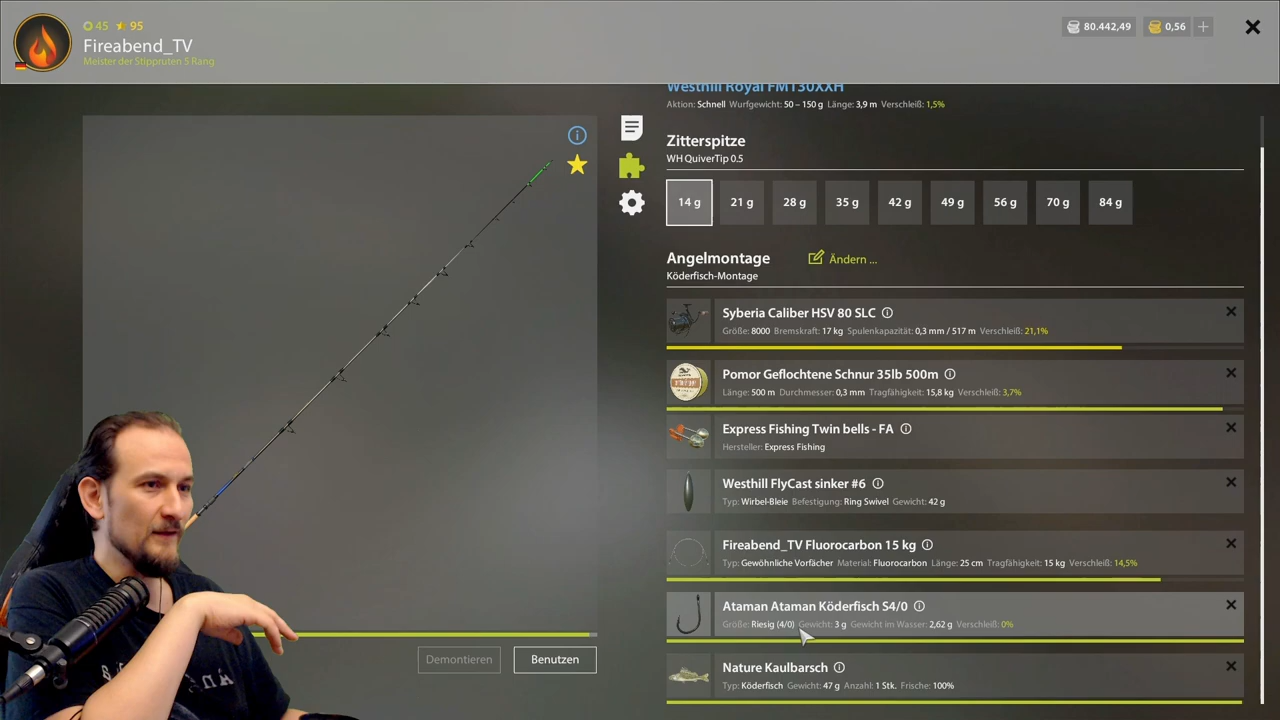 45 95
Fireabend_TV
Meister der Stippruten 5 Rang
80.442,49 0,56 +
Westhill Royal FM130XXH
Aktion: Schnell Wurfgewicht: 50 – 150 g Länge: 3,9 m Verschleiß: 1,5%
Zitterspitze
WH QuiverTip 0.5
14 g 21 g 28 g 35 g 42 g 49 g 56 g 70 g 84 g
Angelmontage Ändern ...
Köderfisch-Montage
Syberia Caliber HSV 80 SLC
Größe: 8000 Bremskraft: 17 kg Spulenkapazität: 0,3 mm / 517 m Verschleiß: 21,1%
Pomor Geflochtene Schnur 35lb 500m
Länge: 500 m Durchmesser: 0,3 mm Tragfähigkeit: 15,8 kg Verschleiß: 3,7%
Express Fishing Twin bells - FA
Hersteller: Express Fishing
Westhill FlyCast sinker #6
Typ: Wirbel-Bleie Befestigung: Ring Swivel Gewicht: 42 g
Fireabend_TV Fluorocarbon 15 kg
Typ: Gewöhnliche Vorfächer Material: Fluorocarbon Länge: 25 cm Tragfähigkeit: 15 kg Verschleiß: 14,5%
Ataman Ataman Köderfisch S4/0
Größe: Riesig (4/0) Gewicht: 3 g Gewicht im Wasser: 2,62 g Verschleiß: 0%
Nature Kaulbarsch
Typ: Köderfisch Gewicht: 47 g Anzahl: 1 Stk. Frische: 100%
Demontieren Benutzen